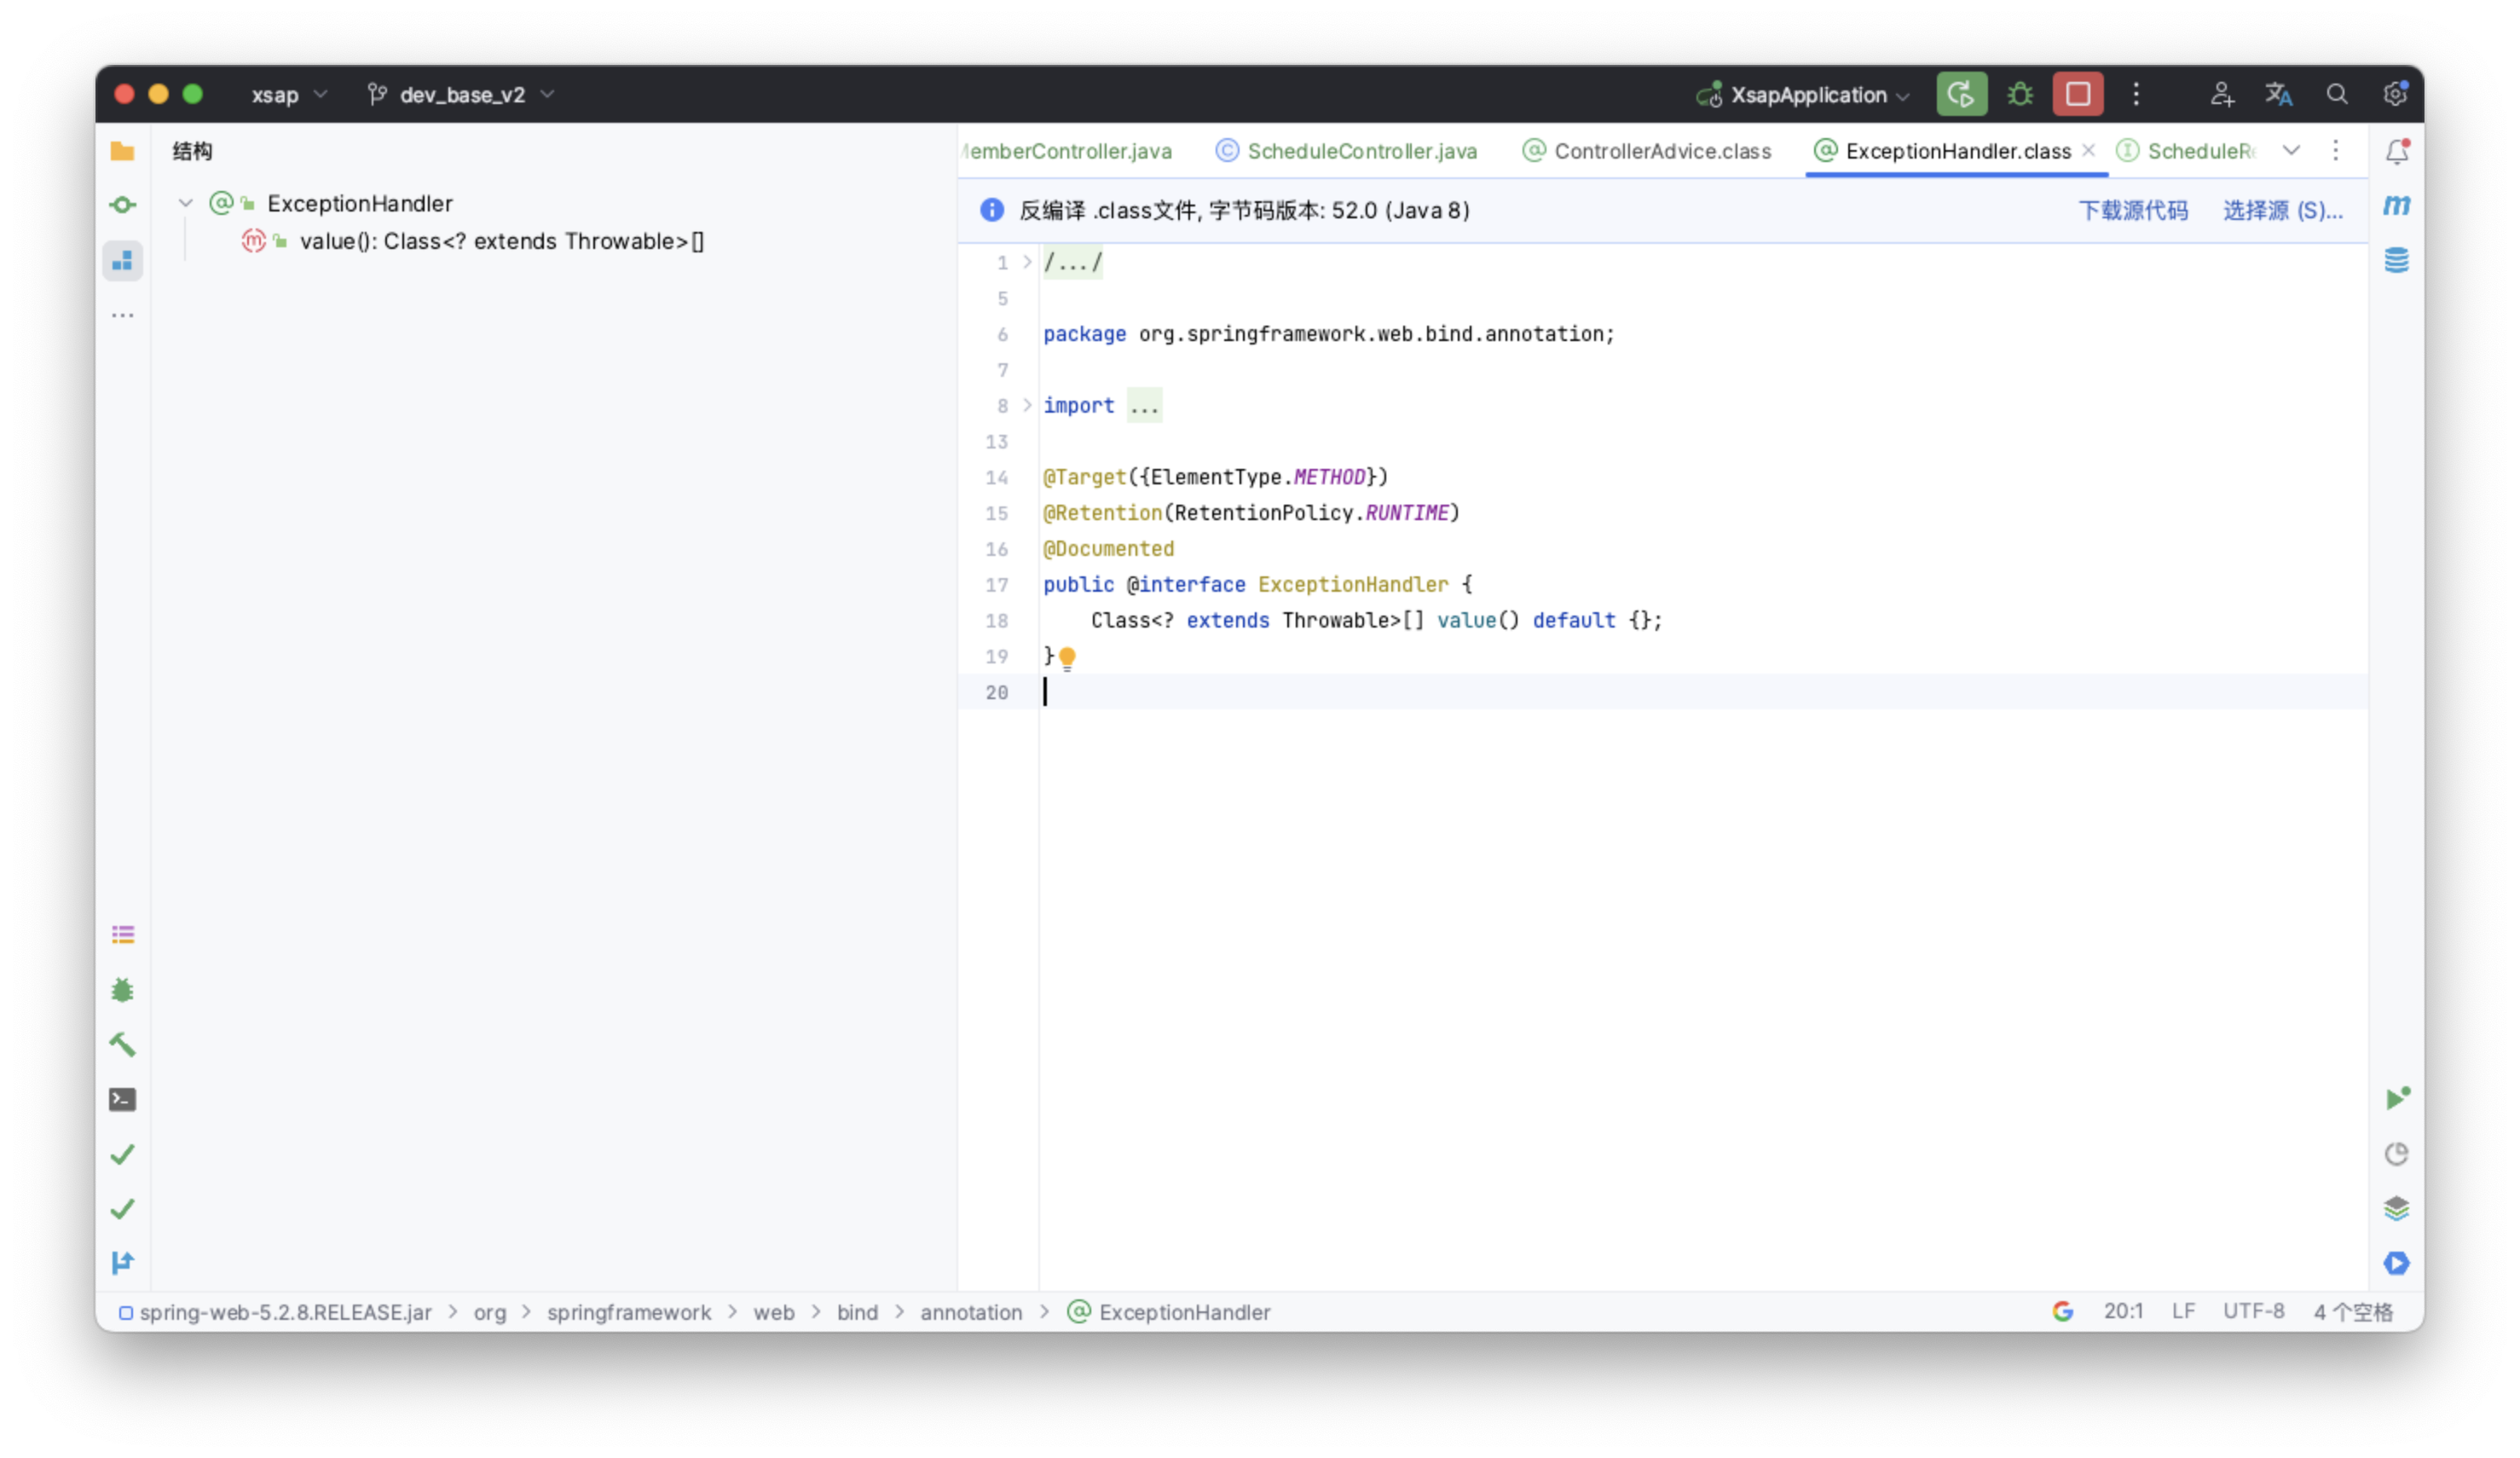 xsap
dev_base_v2
XsapApplication
结构
ExceptionHandler
value(): Class<? extends Throwable>[]
emberController.java
ScheduleController.java
ControllerAdvice.class
ExceptionHandler.class
ScheduleR
反编译 .class文件, 字节码版本: 52.0 (Java 8)
下载源代码
选择源 (S)...
1 /.../
5
6 package org.springframework.web.bind.annotation;
7
8 import ...
13
14 @Target({ElementType.METHOD})
15 @Retention(RetentionPolicy.RUNTIME)
16 @Documented
17 public @interface ExceptionHandler {
18 Class<? extends Throwable>[] value() default {};
19 }
20
spring-web-5.2.8.RELEASE.jar > org > springframework > web > bind > annotation > ExceptionHandler
20:1 LF UTF-8 4 个空格